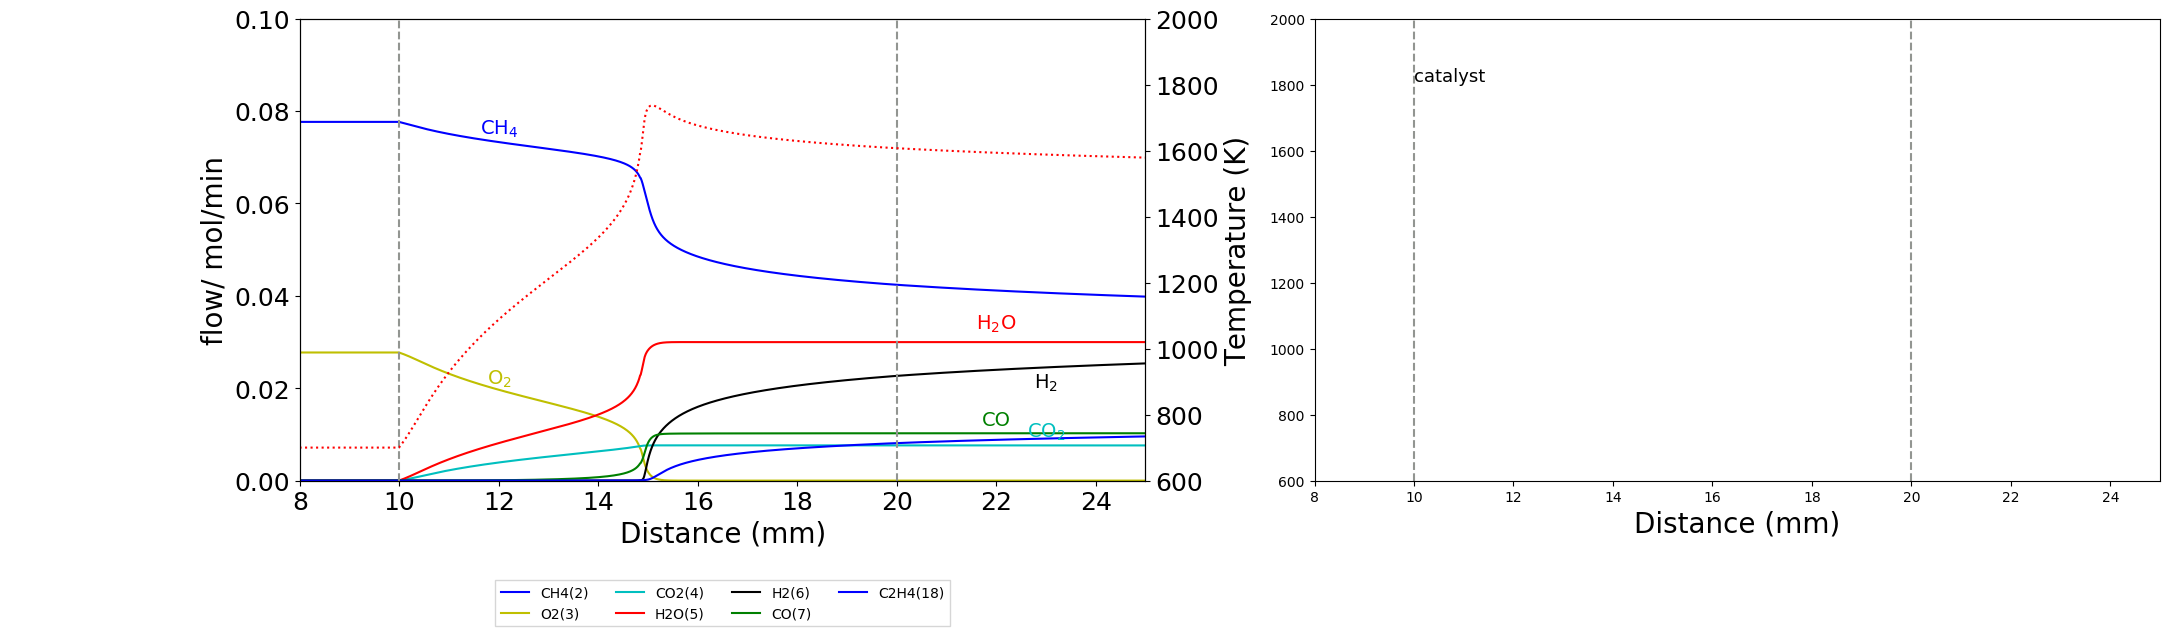 0.10
0.08
0.06
0.04
0.02
0.00
flow/ mol/min
8 10 12 14 16 18 20 22 24
Distance (mm)
2000
1800
1600
1400
1200
1000
800
600
Temperature (K)
CH₄
O₂
H₂O
H₂
CO
CO₂
CH4(2) CO2(4) H2(6) C2H4(18)
O2(3) H2O(5) CO(7)
2000
1800
1600
1400
1200
1000
800
600
catalyst
8 10 12 14 16 18 20 22 24
Distance (mm)